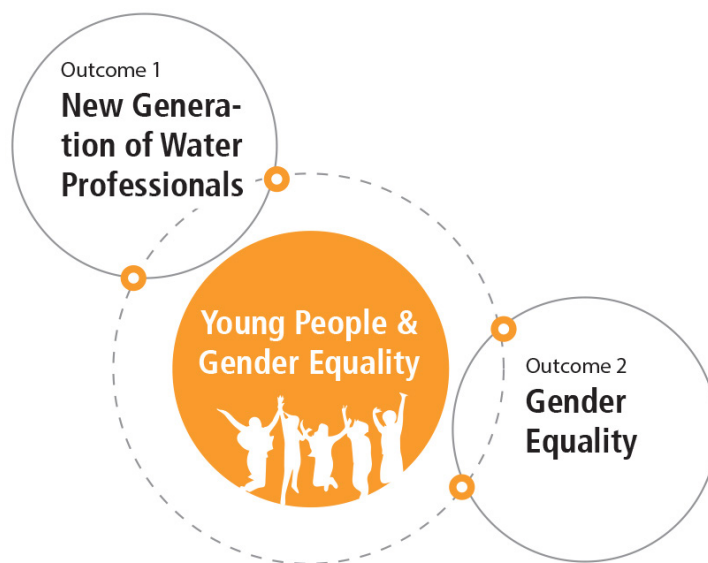 Outcome 1
New Genera-
tion of Water
Professionals
Young People &
Gender Equality
Outcome 2
Gender
Equality